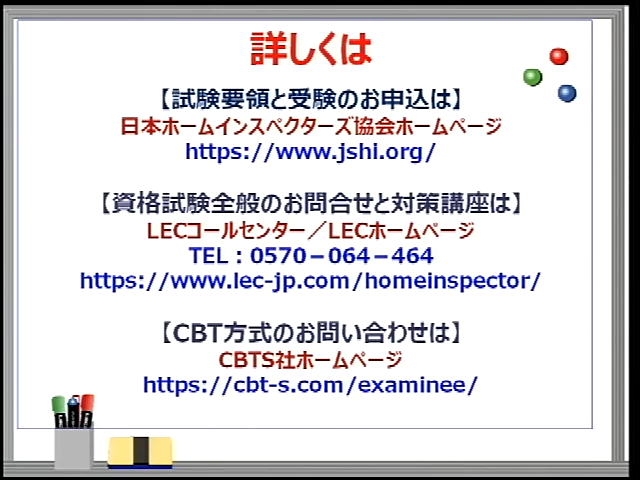 詳しくは
【試験要領と受験のお申込は】
日本ホームインスペクターズ協会ホームページ
https://www.jshi.org/
【資格試験全般のお問合せと対策講座は】
LECコールセンター／LECホームページ
TEL：0570－064－464
https://www.lec-jp.com/homeinspector/
【CBT方式のお問い合わせは】
CBTS社ホームページ
https://cbt-s.com/examinee/